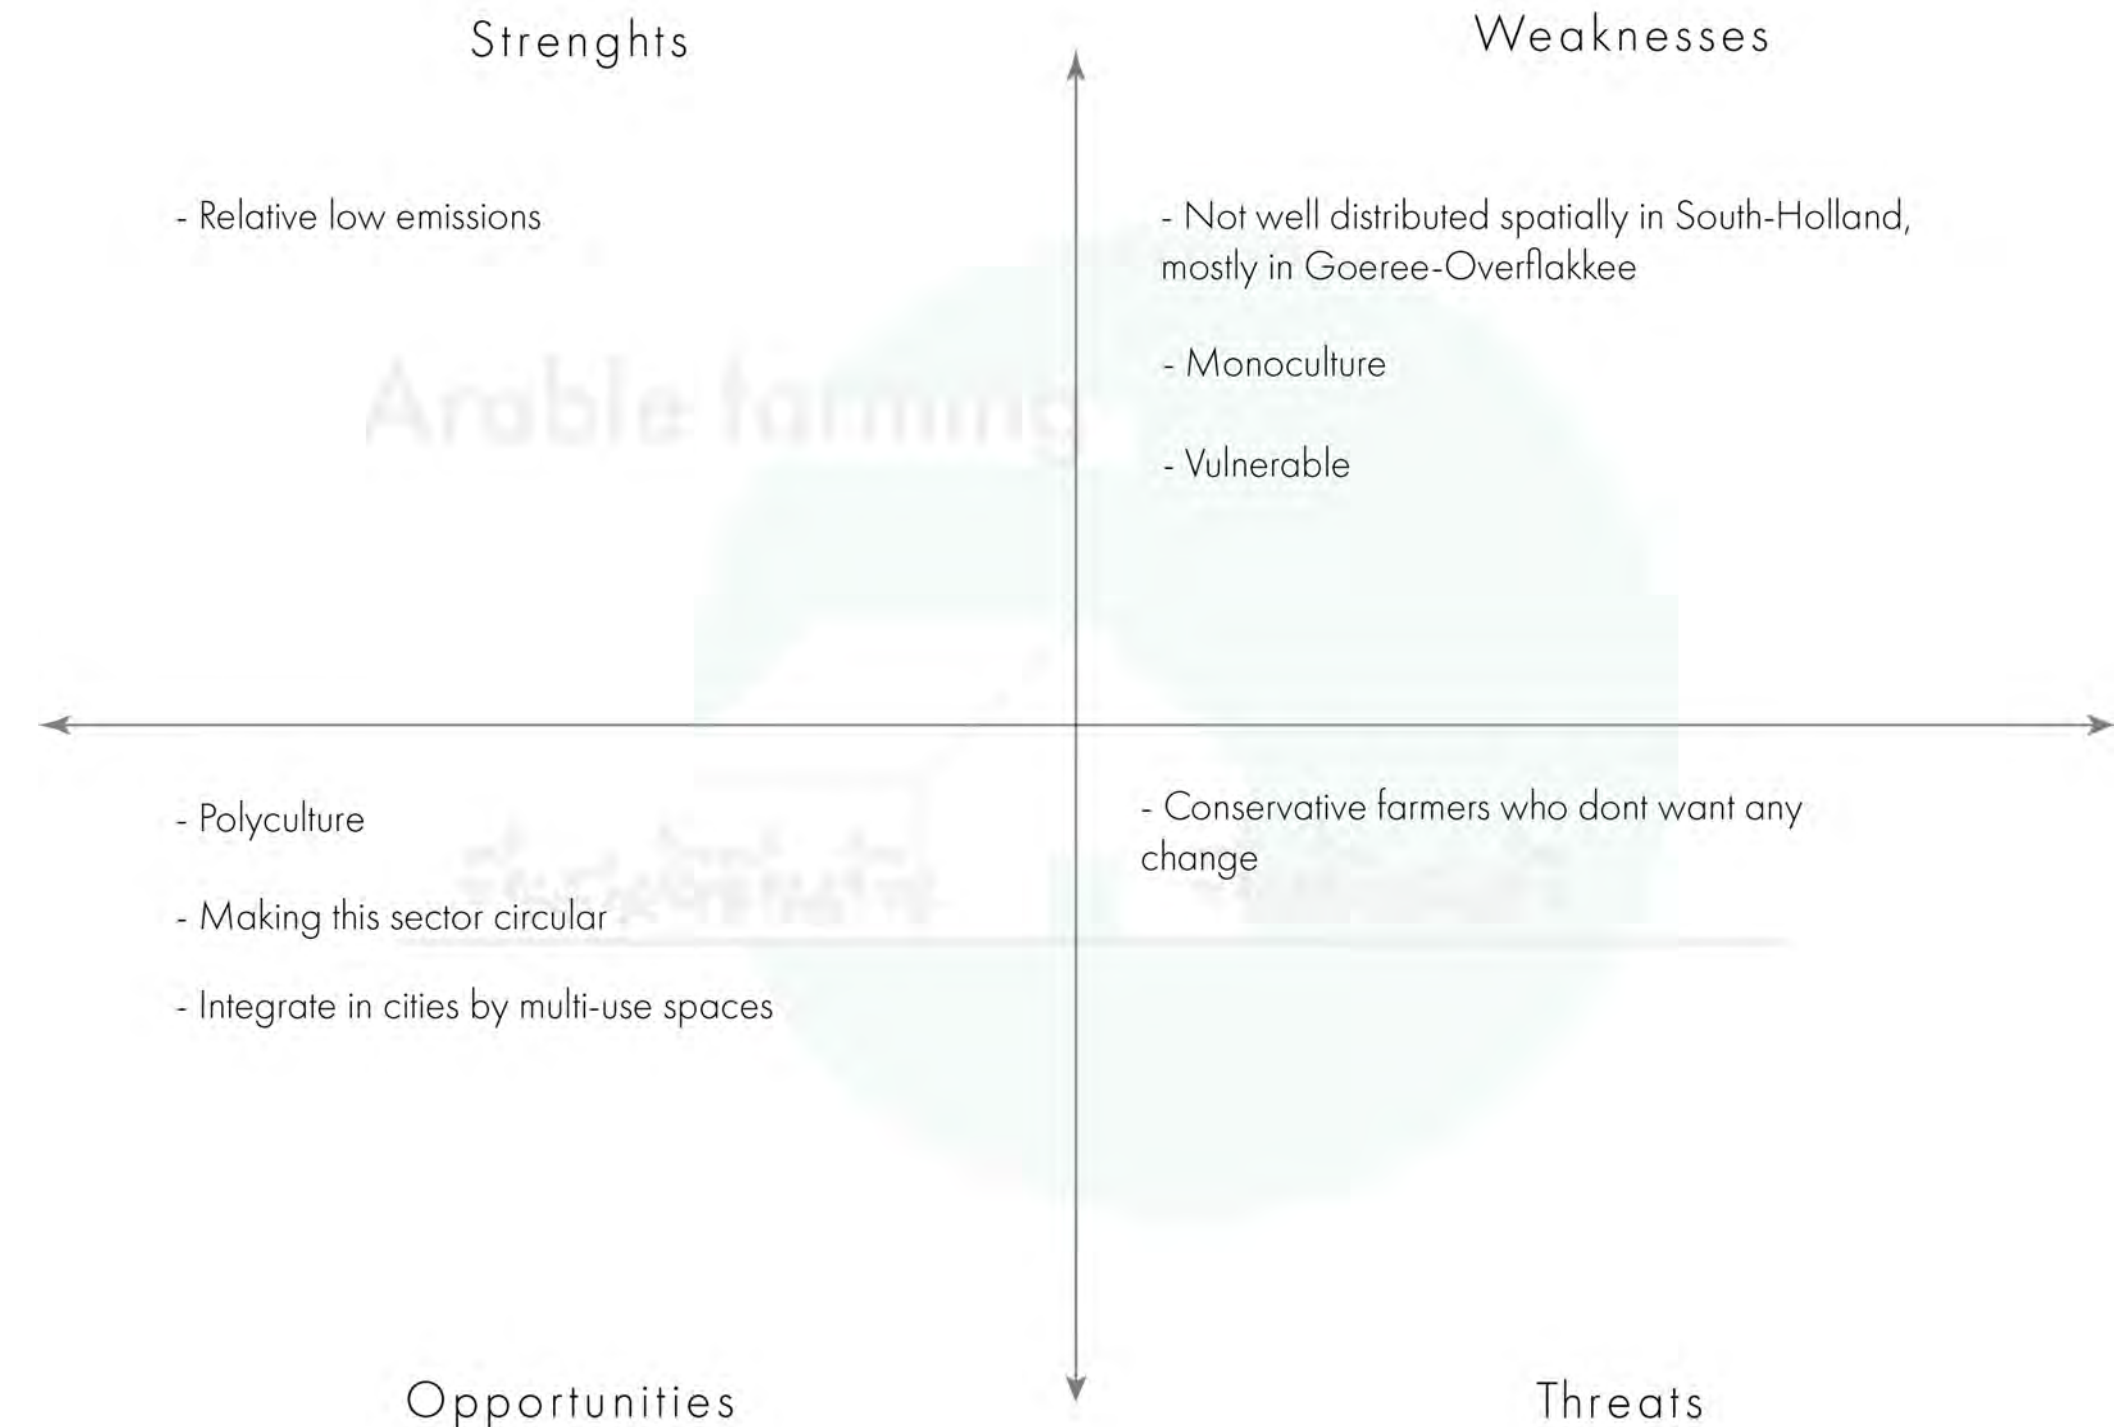 Strenghts
Weaknesses
- Relative low emissions
- Not well distributed spatially in South-Holland,
mostly in Goeree-Overflakkee
- Monoculture
- Vulnerable
Arable farming
- Polyculture
- Making this sector circular
- Integrate in cities by multi-use spaces
- Conservative farmers who dont want any
change
Opportunities
Threats